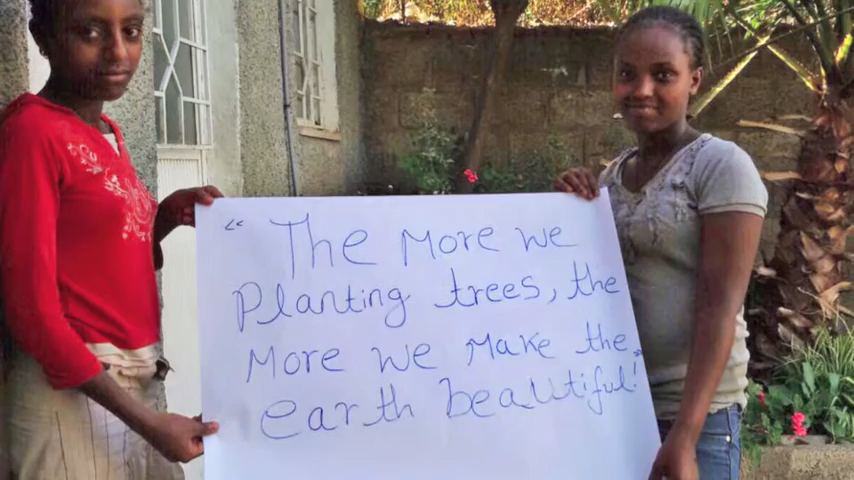 “ The More we
Planting trees, the
More we Make the
earth beautiful!”